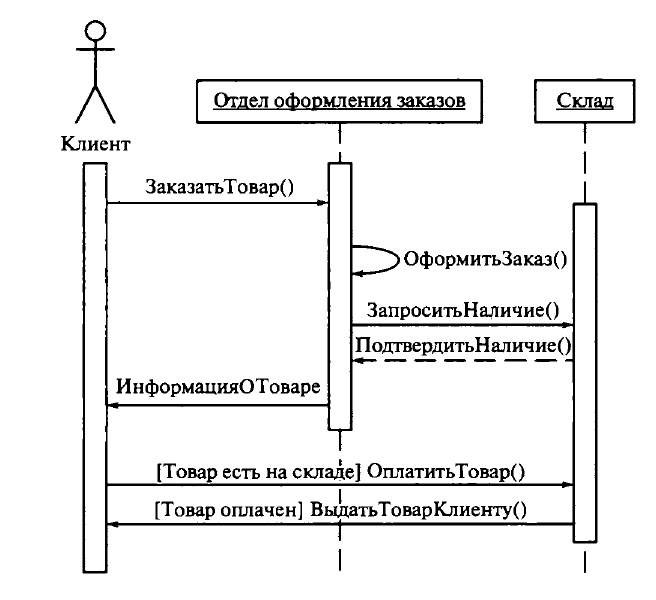 Отдел оформления заказов
Склад
Клиент
ЗаказатьТовар()
ОформитьЗаказ()
ЗапроситьНаличие()
ПодтвердитьНаличие()
ИнформацияОТоваре
[Товар есть на складе] ОплатитьТовар()
[Товар оплачен] ВыдатьТоварКлиенту()